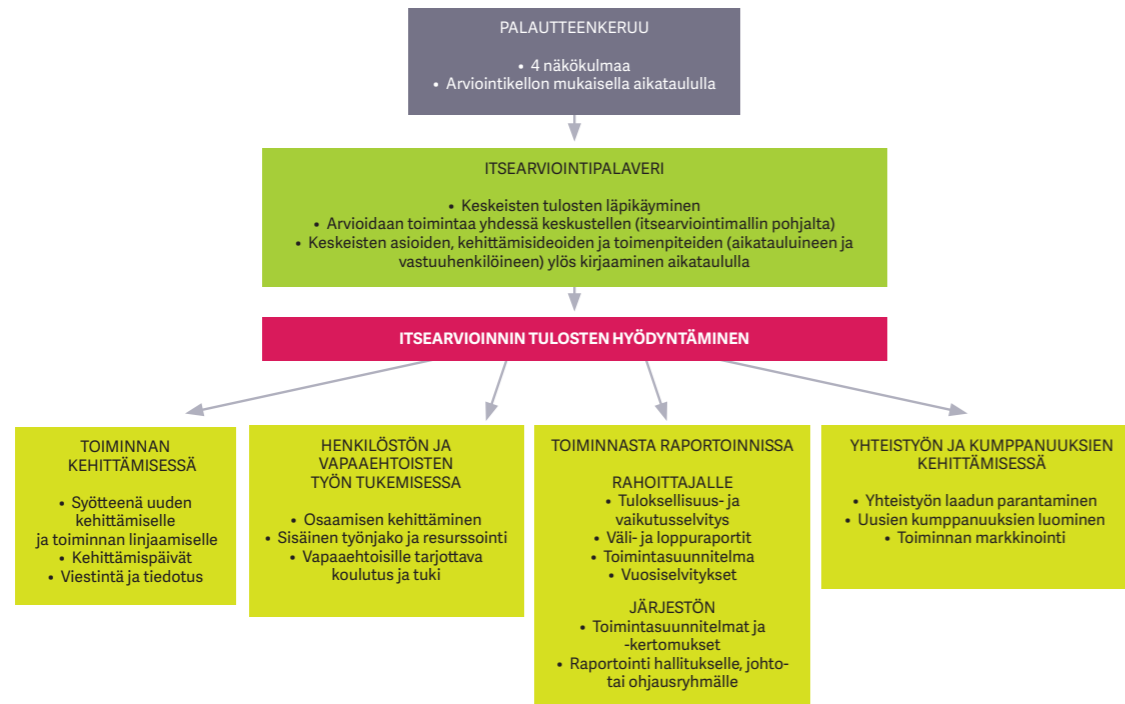 PALAUTTEENKERUU
• 4 näkökulmaa
• Arviointikellon mukaisella aikataululla
ITSEARVIOINTIPALAVERI
• Keskeisten tulosten läpikäyminen
• Arvioidaan toimintaa yhdessä keskustellen (itsearviointimallin pohjalta)
• Keskeisten asioiden, kehittämisideoiden ja toimenpiteiden (aikatauluineen ja
vastuuhenkilöineen) ylös kirjaaminen aikataululla
ITSEARVIOINNIN TULOSTEN HYÖDYNTÄMINEN
TOIMINNAN
KEHITTÄMISESSÄ
• Syötteenä uuden
kehittämiselle
ja toiminnan linjaamiselle
• Kehittämispäivät
• Viestintä ja tiedotus
HENKILÖSTÖN JA
VAPAAEHTOISTEN
TYÖN TUKEMISESSA
• Osaamisen kehittäminen
• Sisäinen työnjako ja resurssointi
• Vapaaehtoisille tarjottava
koulutus ja tuki
TOIMINNASTA RAPORTOINNISSA
RAHOITTAJALLE
• Tuloksellisuus- ja
vaikutusselvitys
• Väli- ja loppuraportit
• Toimintasuunnitelma
• Vuosiselvitykset
JÄRJESTÖN
• Toimintasuunnitelmat ja
-kertomukset
• Raportointi hallitukselle, johto-
tai ohjausryhmälle
YHTEISTYÖN JA KUMPPANUUKSIEN
KEHITTÄMISESSÄ
• Yhteistyön laadun parantaminen
• Uusien kumppanuuksien luominen
• Toiminnan markkinointi